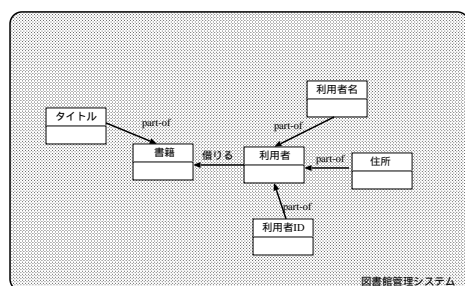 利用者名
タイトル
part-of
part-of
書籍
借りる
利用者
part-of
住所
part-of
利用者ID
図書館管理システム